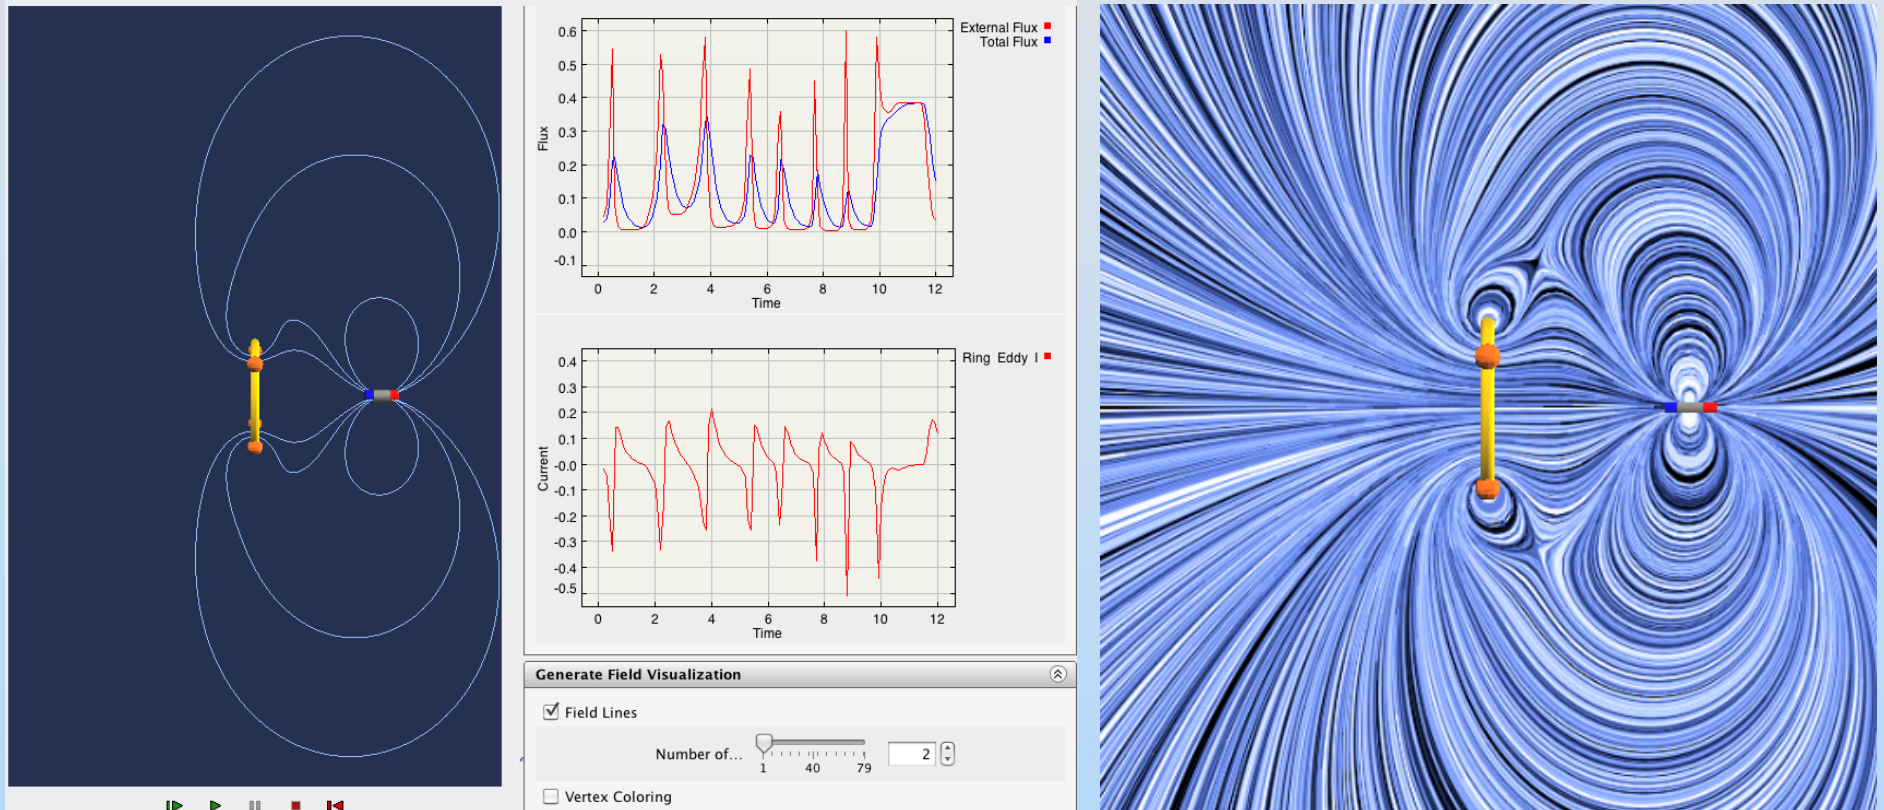 External Flux
Total Flux
0.6
0.5
0.4
0.3
0.2
0.1
0.0
-0.1
Flux
0 2 4 6 8 10 12
Time
Ring Eddy I
0.4
0.3
0.2
0.1
-0.0
-0.1
-0.2
-0.3
-0.4
-0.5
Current
0 2 4 6 8 10 12
Time
Generate Field Visualization
Field Lines
Number of... 2
1 40 79
Vertex Coloring